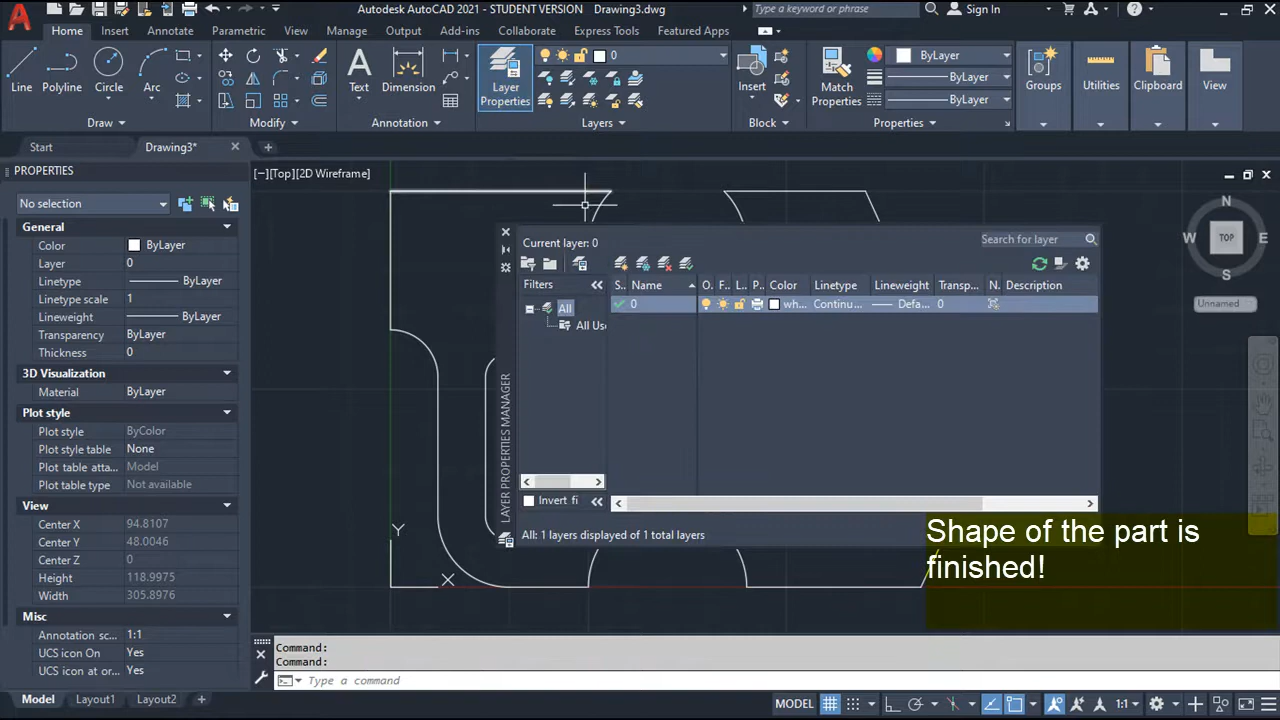 Autodesk AutoCAD 2021 - STUDENT VERSION Drawing3.dwg
Type a keyword or phrase
Sign In
Home Insert Annotate Parametric View Manage Output Add-ins Collaborate Express Tools Featured Apps
Line Polyline Circle Arc
Text Dimension
Layer Properties
0
Insert
Match Properties
ByLayer
ByLayer
ByLayer
Groups Utilities Clipboard View
Draw Modify Annotation Layers Block Properties
Start Drawing3*
PROPERTIES
[−][Top][2D Wireframe]
No selection
General
Color ByLayer
Layer 0
Linetype ByLayer
Linetype scale 1
Lineweight ByLayer
Transparency ByLayer
Thickness 0
3D Visualization
Material ByLayer
Plot style
Plot style ByColor
Plot style table None
Plot table atta... Model
Plot table type Not available
View
Center X 94.8107
Center Y 48.0046
Center Z 0
Height 118.9975
Width 305.8976
Misc
Annotation sc... 1:1
UCS icon On Yes
UCS icon at or... Yes
N
W TOP E
S
Unnamed
Current layer: 0
Search for layer
Filters
S.. Name O. F.. L.. P.. Color Linetype Lineweight Transp... N. Description
0 wh... Continu... Defa... 0
All
All Use
Invert fi
LAYER PROPERTIES MANAGER
All: 1 layers displayed of 1 total layers
Y
X
Shape of the part is
finished!
Command:
Command:
Type a command
Model Layout1 Layout2
MODEL 1:1